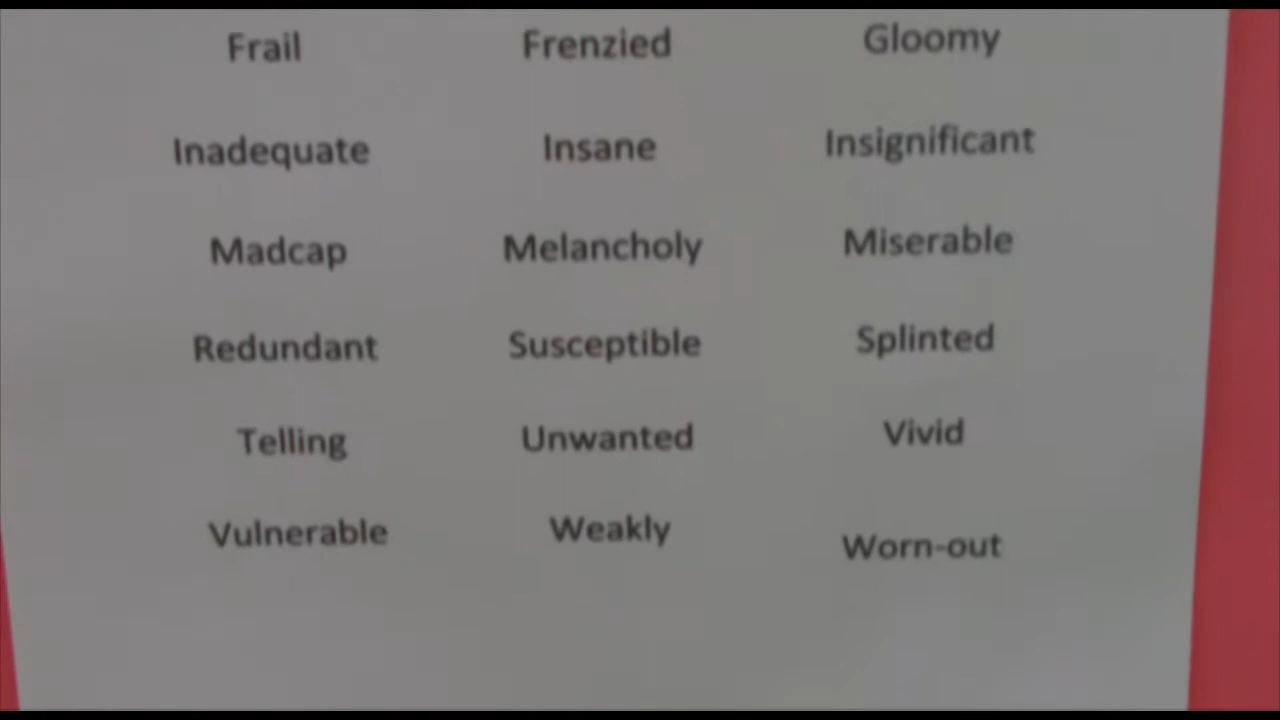 Frail Frenzied Gloomy
Inadequate Insane Insignificant
Madcap Melancholy Miserable
Redundant Susceptible Splinted
Telling Unwanted Vivid
Vulnerable Weakly Worn-out